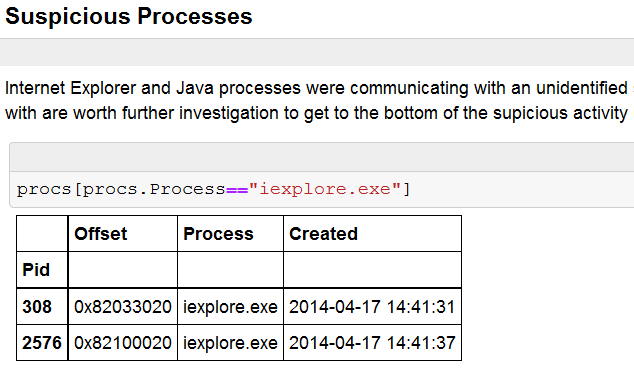 Suspicious Processes
Internet Explorer and Java processes were communicating with an unidentified
with are worth further investigation to get to the bottom of the supicious activity
procs[procs.Process=="iexplore.exe"]
Offset Process Created
Pid
308 0x82033020 iexplore.exe 2014-04-17 14:41:31
2576 0x82100020 iexplore.exe 2014-04-17 14:41:37